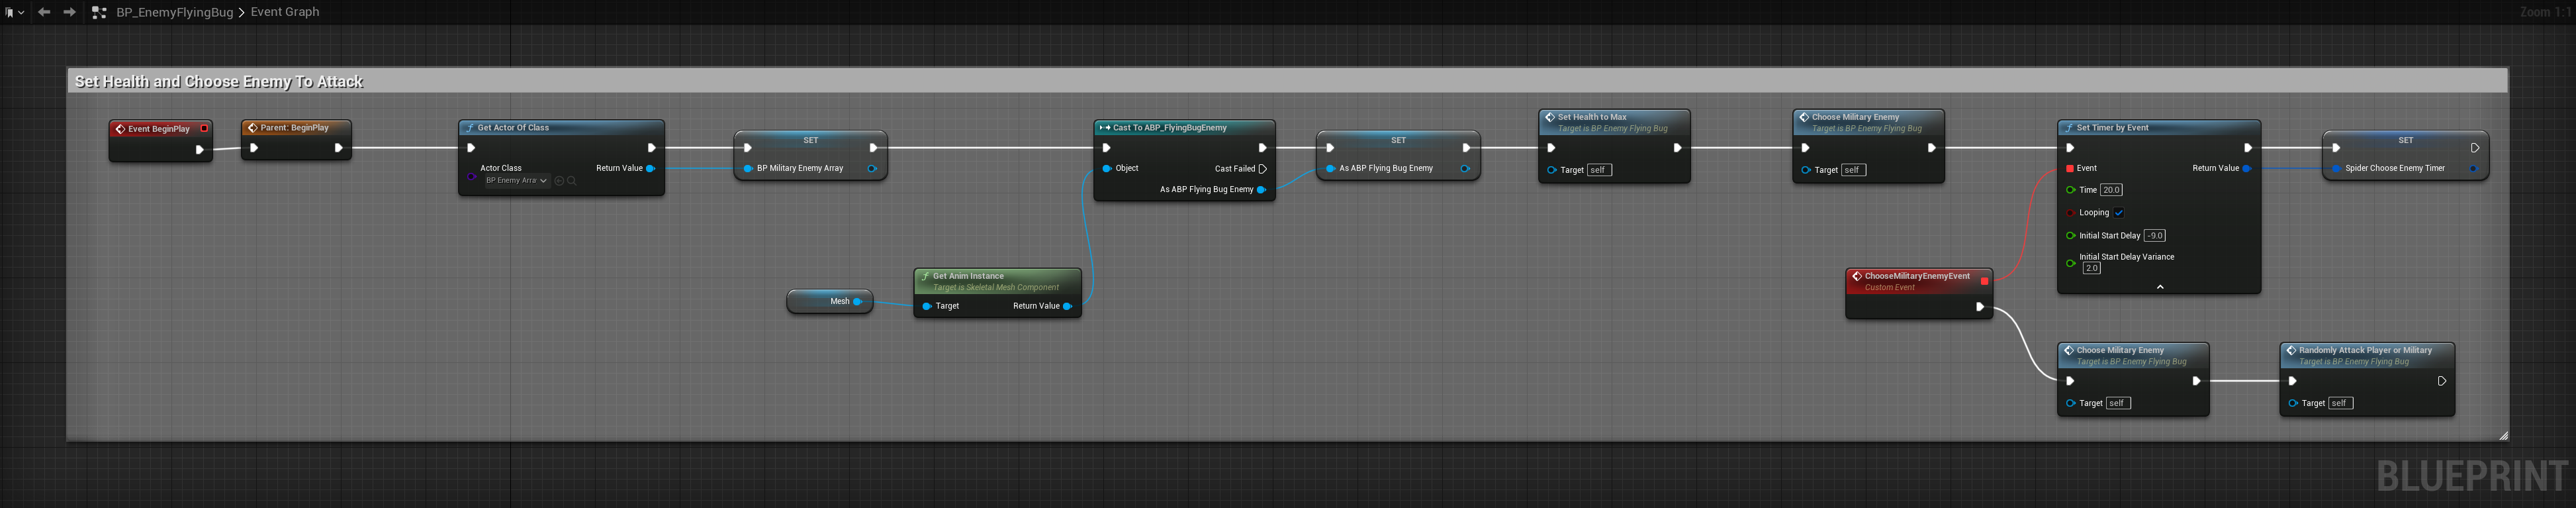 BP_EnemyFlyingBug > Event Graph
Zoom 1:1
Set Health and Choose Enemy To Attack
Event BeginPlay
Parent: BeginPlay
Get Actor Of Class
Actor Class
BP Enemy Arra
Return Value
SET
BP Military Enemy Array
Cast To ABP_FlyingBugEnemy
Object
Cast Failed
As ABP Flying Bug Enemy
SET
As ABP Flying Bug Enemy
Set Health to Max
Target is BP Enemy Flying Bug
Target self
Choose Military Enemy
Target is BP Enemy Flying Bug
Target self
Set Timer by Event
Event
Return Value
Time 20.0
Looping
Initial Start Delay -9.0
Initial Start Delay Variance
2.0
SET
Spider Choose Enemy Timer
Mesh
Get Anim Instance
Target is Skeletal Mesh Component
Target
Return Value
ChooseMilitaryEnemyEvent
Custom Event
Choose Military Enemy
Target is BP Enemy Flying Bug
Target self
Randomly Attack Player or Military
Target is BP Enemy Flying Bug
Target self
BLUEPRINT